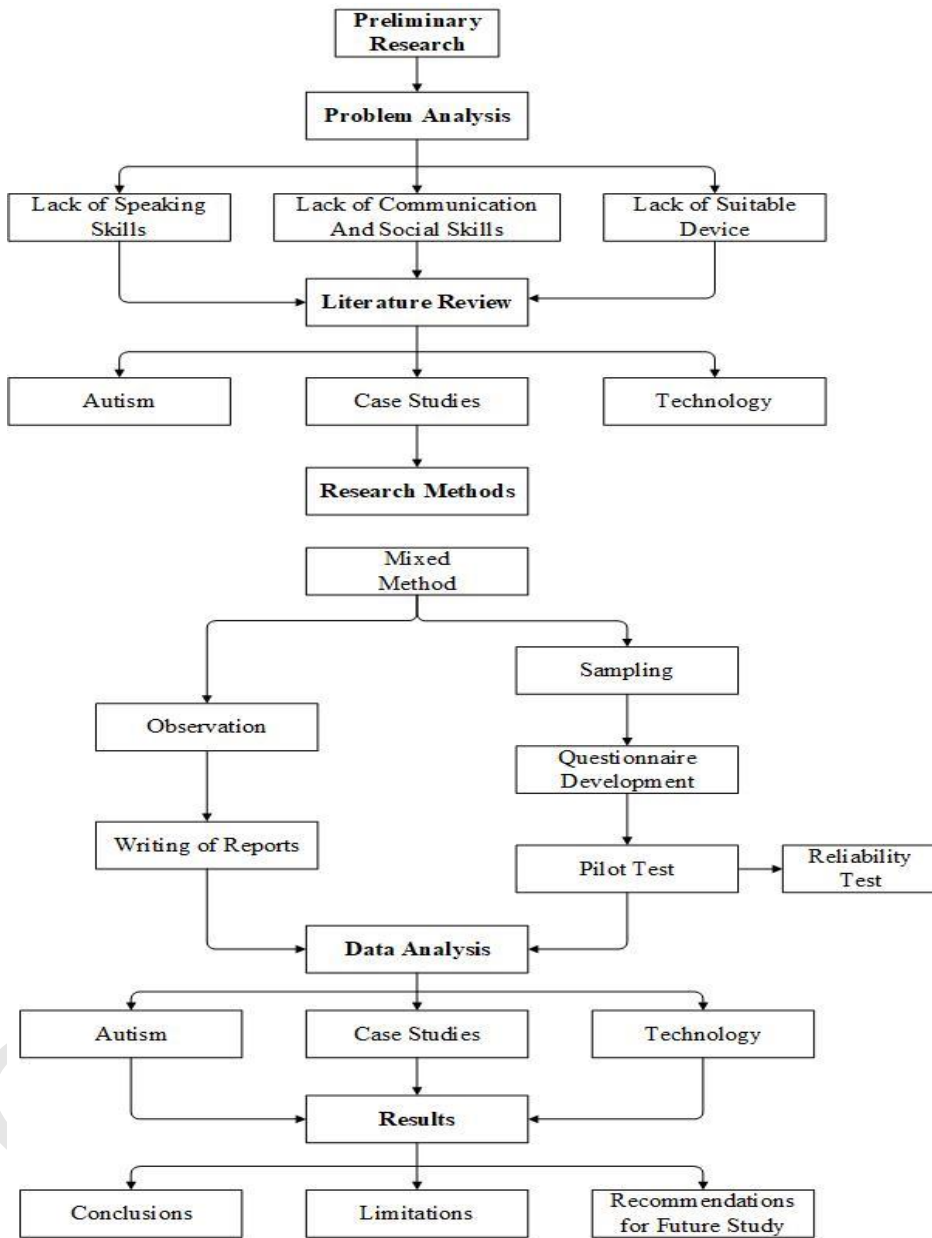 Preliminary
Research
Problem Analysis
Lack of Speaking
Skills
Lack of Communication
And Social Skills
Lack of Suitable
Device
Literature Review
Autism
Case Studies
Technology
Research Methods
Mixed
Method
Sampling
Observation
Questionnaire
Development
Writing of Reports
Pilot Test
Reliability
Test
Data Analysis
Autism
Case Studies
Technology
Results
Conclusions
Limitations
Recommendations
for Future Study